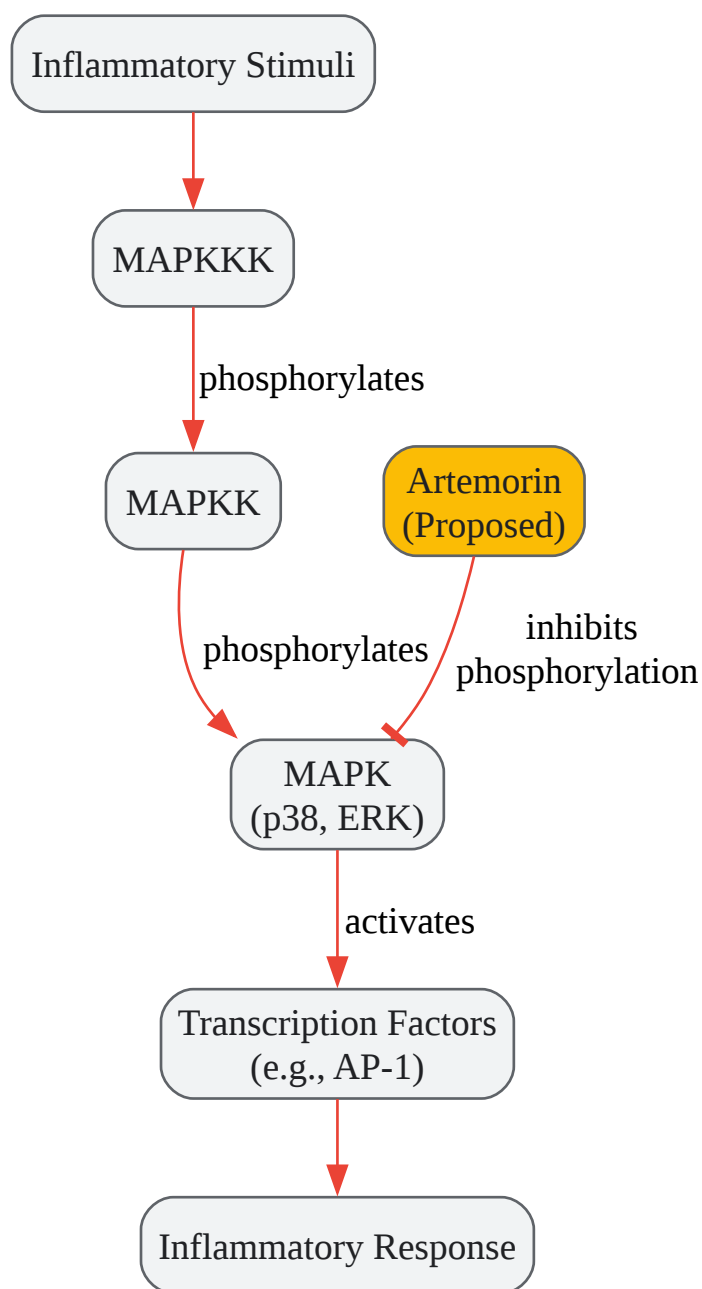 Inflammatory Stimuli
MAPKKK
phosphorylates
MAPKK
Artemorin
(Proposed)
phosphorylates
inhibits
phosphorylation
MAPK
(p38, ERK)
activates
Transcription Factors
(e.g., AP-1)
Inflammatory Response